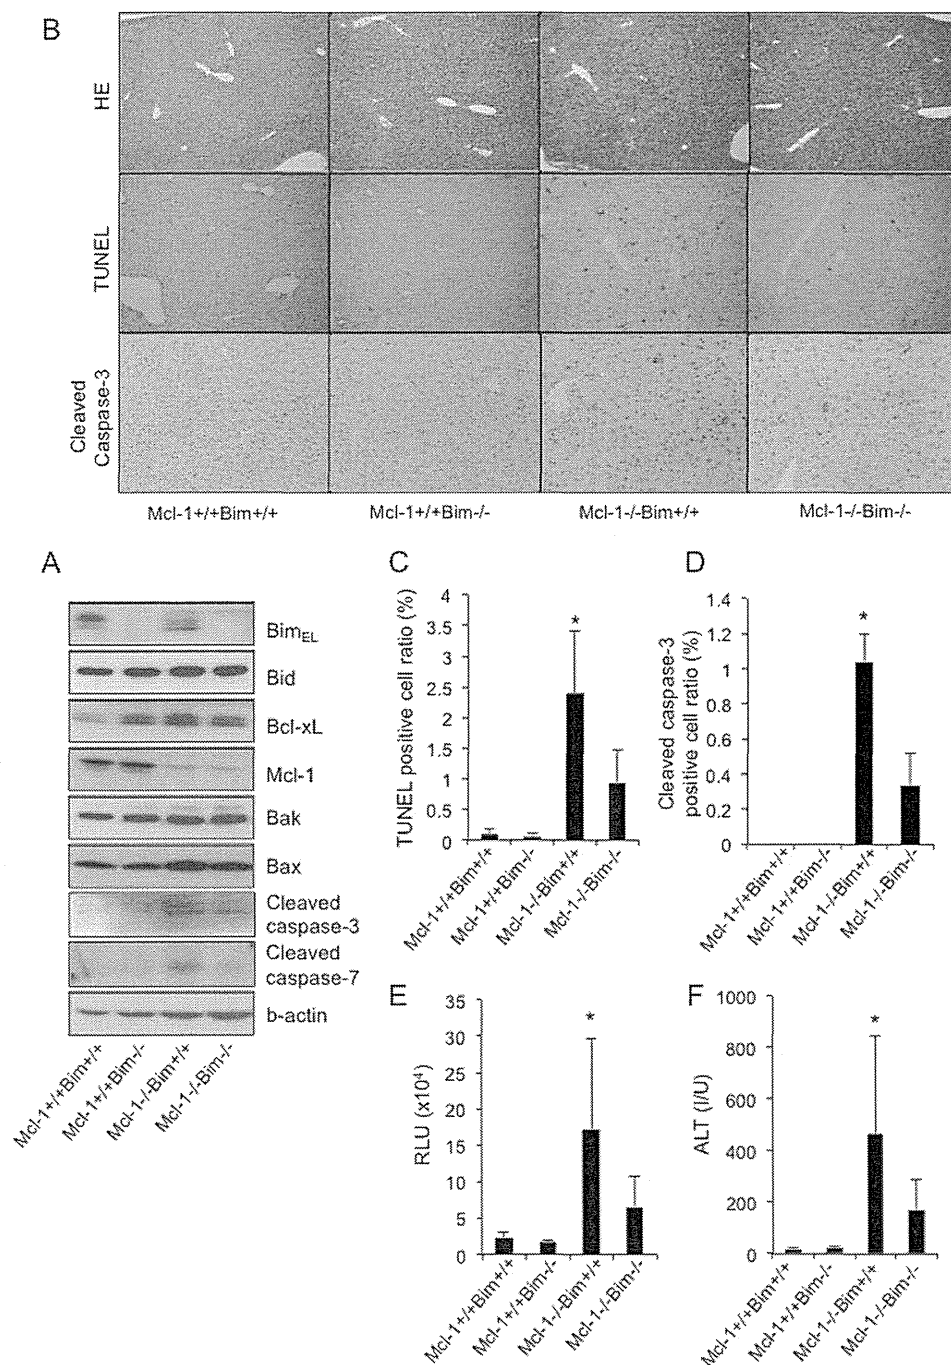 B
HE
TUNEL
Cleaved
Caspase-3
Mcl-1+/+Bim+/+ Mcl-1+/+Bim-/- Mcl-1-/-Bim+/+ Mcl-1-/-Bim-/-
A
BimEL
Bid
Bcl-xL
Mcl-1
Bak
Bax
Cleaved
caspase-3
Cleaved
caspase-7
b-actin
Mcl-1+/+Bim+/+
Mcl-1+/+Bim-/-
Mcl-1-/-Bim+/+
Mcl-1-/-Bim-/-
C
TUNEL positive cell ratio (%)
4
3.5
3
2.5
2
1.5
1
0.5
0
*
Mcl-1+/+Bim+/+
Mcl-1+/+Bim-/-
Mcl-1-/-Bim+/+
Mcl-1-/-Bim-/-
D
Cleaved caspase-3
positive cell ratio (%)
1.4
1.2
1
0.8
0.6
0.4
0.2
0
*
Mcl-1+/+Bim+/+
Mcl-1+/+Bim-/-
Mcl-1-/-Bim+/+
Mcl-1-/-Bim-/-
E
RLU (x10⁴)
35
30
25
20
15
10
5
0
*
Mcl-1+/+Bim+/+
Mcl-1+/+Bim-/-
Mcl-1-/-Bim+/+
Mcl-1-/-Bim-/-
F
ALT (I/U)
1000
800
600
400
200
0
*
Mcl-1+/+Bim+/+
Mcl-1+/+Bim-/-
Mcl-1-/-Bim+/+
Mcl-1-/-Bim-/-